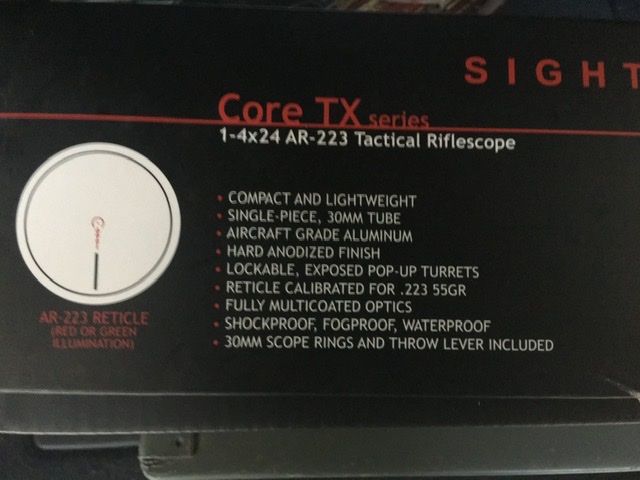 SIGHT
Core TX series
1-4x24 AR-223 Tactical Riflescope
• COMPACT AND LIGHTWEIGHT
• SINGLE-PIECE, 30MM TUBE
• AIRCRAFT GRADE ALUMINUM
• HARD ANODIZED FINISH
• LOCKABLE, EXPOSED POP-UP TURRETS
• RETICLE CALIBRATED FOR .223 55GR
• FULLY MULTICOATED OPTICS
• SHOCKPROOF, FOGPROOF, WATERPROOF
• 30MM SCOPE RINGS AND THROW LEVER INCLUDED
AR-223 RETICLE
(RED OR GREEN
ILLUMINATION)